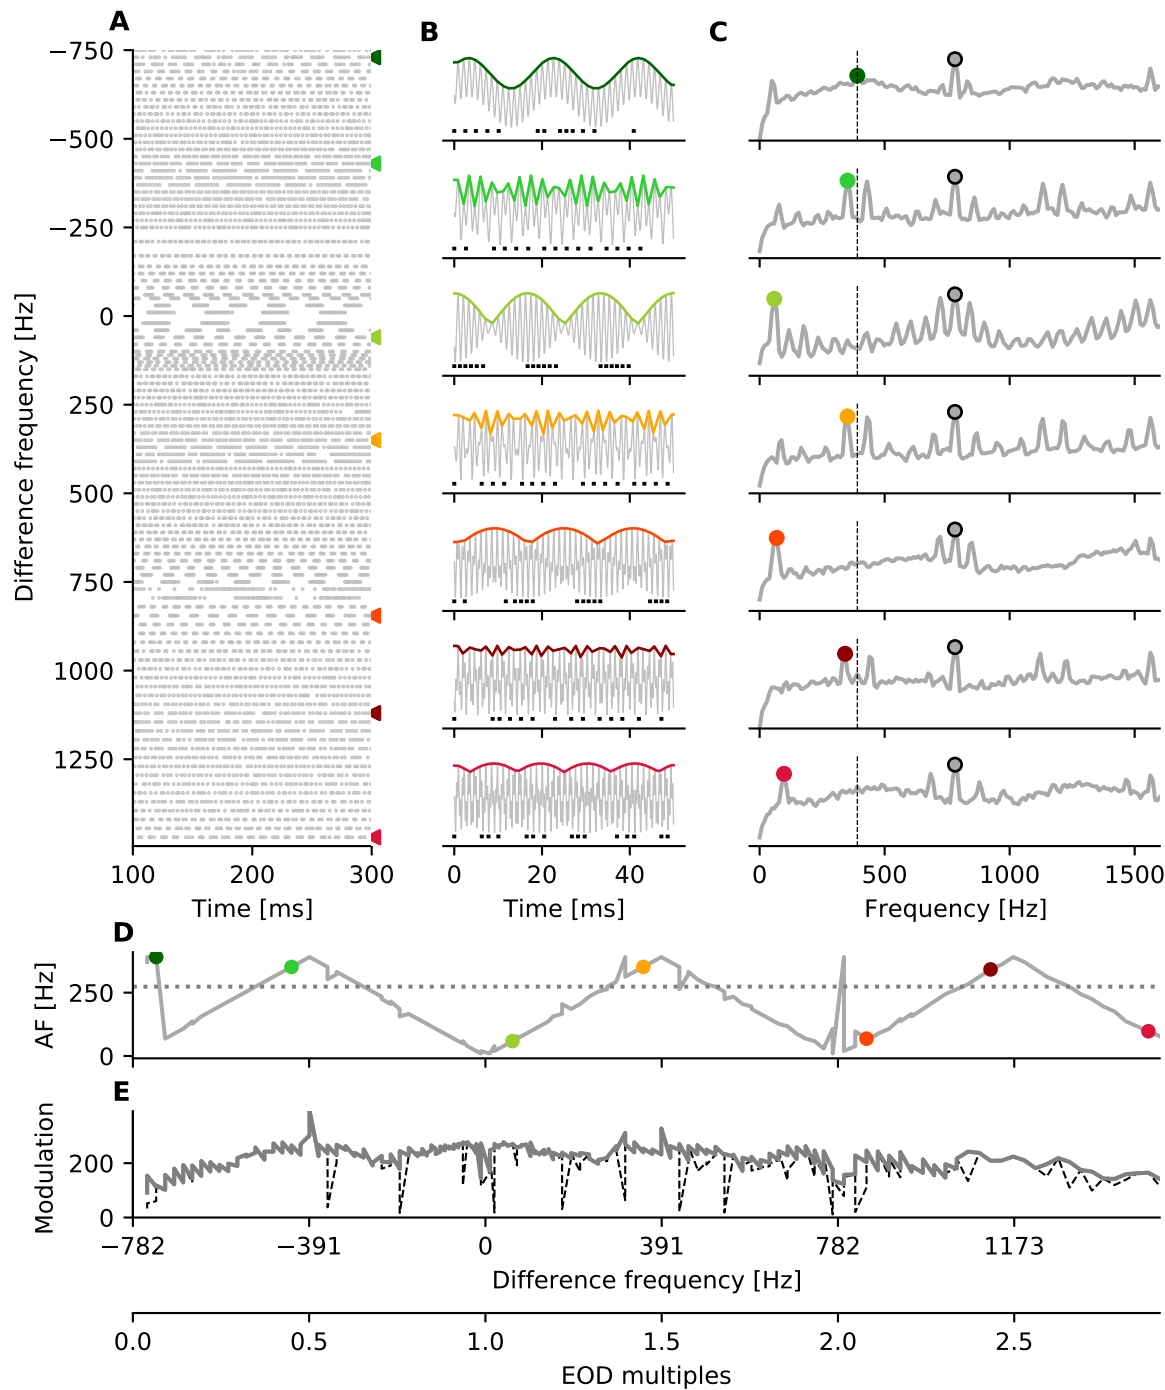 A
B
C
−750
−500
−250
0
250
500
750
1000
1250
Difference frequency [Hz]
100 200 300
0 20 40
0 500 1000 1500
Time [ms]
Time [ms]
Frequency [Hz]
D
250
0
AF [Hz]
E
200
0
Modulation
−782 −391 0 391 782 1173
Difference frequency [Hz]
0.0 0.5 1.0 1.5 2.0 2.5
EOD multiples